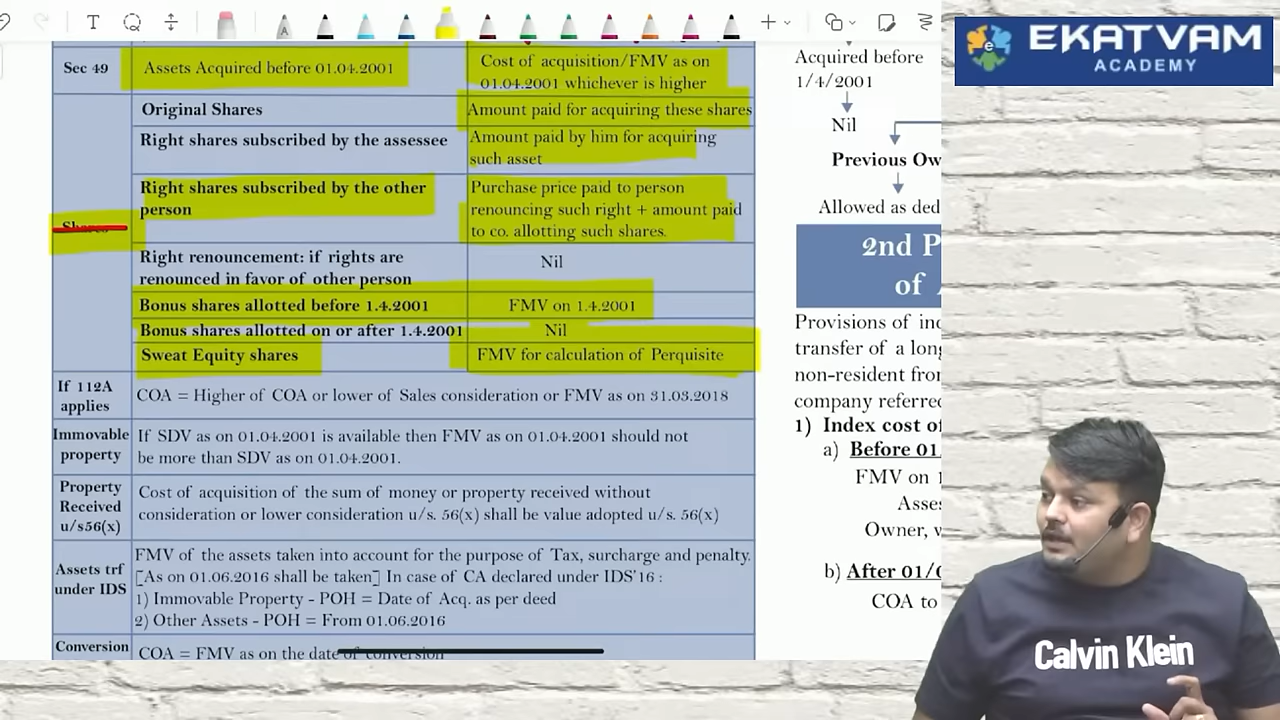 EKATVAM
ACADEMY
Sec 49
Assets Acquired before 01.04.2001
Cost of acquisition/FMV as on
01.04.2001 whichever is higher
Shares
Original Shares
Amount paid for acquiring these shares
Right shares subscribed by the assessee
Amount paid by him for acquiring
such asset
Right shares subscribed by the other
person
Purchase price paid to person
renouncing such right + amount paid
to co. allotting such shares.
Right renouncement: if rights are
renounced in favor of other person
Nil
Bonus shares allotted before 1.4.2001
FMV on 1.4.2001
Bonus shares allotted on or after 1.4.2001
Nil
Sweat Equity shares
FMV for calculation of Perquisite
If 112A
applies
COA = Higher of COA or lower of Sales consideration or FMV as on 31.03.2018
Immovable
property
If SDV as on 01.04.2001 is available then FMV as on 01.04.2001 should not
be more than SDV as on 01.04.2001.
Property
Received
u/s56(x)
Cost of acquisition of the sum of money or property received without
consideration or lower consideration u/s. 56(x) shall be value adopted u/s. 56(x)
Assets trf
under IDS
FMV of the assets taken into account for the purpose of Tax, surcharge and penalty.
[As on 01.06.2016 shall be taken] In case of CA declared under IDS'16 :
1) Immovable Property - POH = Date of Acq. as per deed
2) Other Assets - POH = From 01.06.2016
Conversion
COA = FMV as on the date of conversion
Acquired before
1/4/2001
Nil
Previous Ow
Allowed as ded
2nd P
of
Provisions of inc
transfer of a long
non-resident from
company referred
1) Index cost of
a) Before 01
FMV on 1
Asses
Owner, w
b) After 01/0
COA to
Calvin Klein